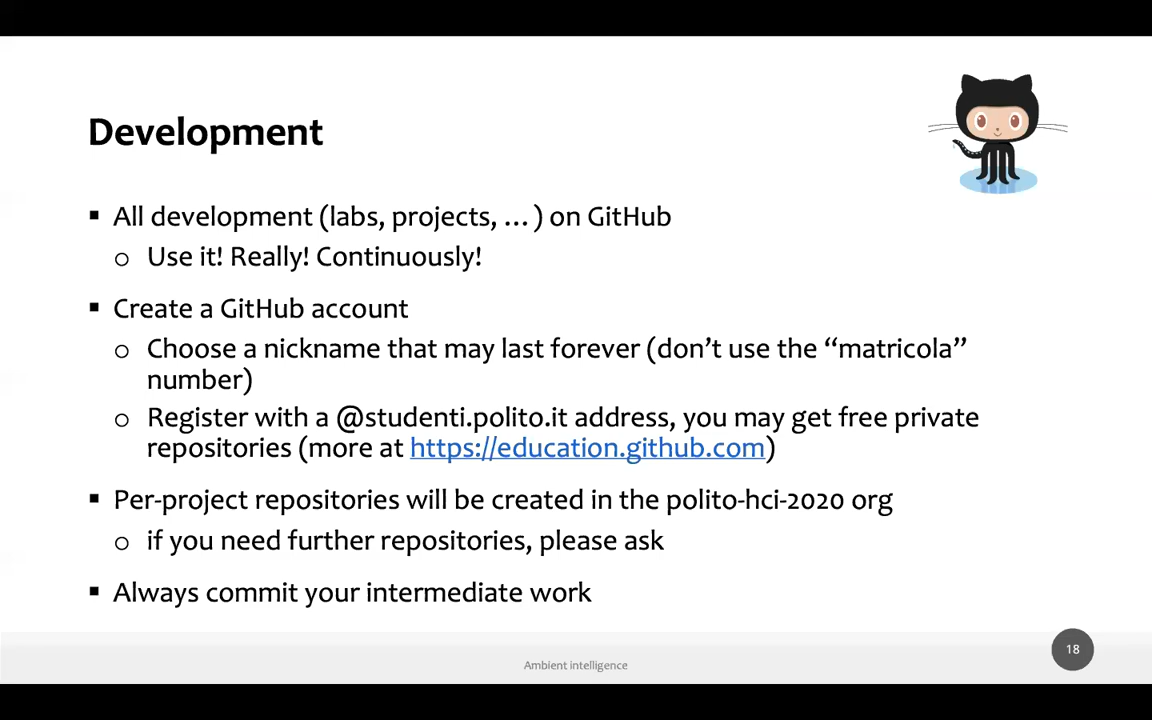 Development
▪ All development (labs, projects, …) on GitHub
o Use it! Really! Continuously!
▪ Create a GitHub account
o Choose a nickname that may last forever (don’t use the “matricola”
number)
o Register with a @studenti.polito.it address, you may get free private
repositories (more at https://education.github.com)
▪ Per-project repositories will be created in the polito-hci-2020 org
o if you need further repositories, please ask
▪ Always commit your intermediate work
18
Ambient intelligence